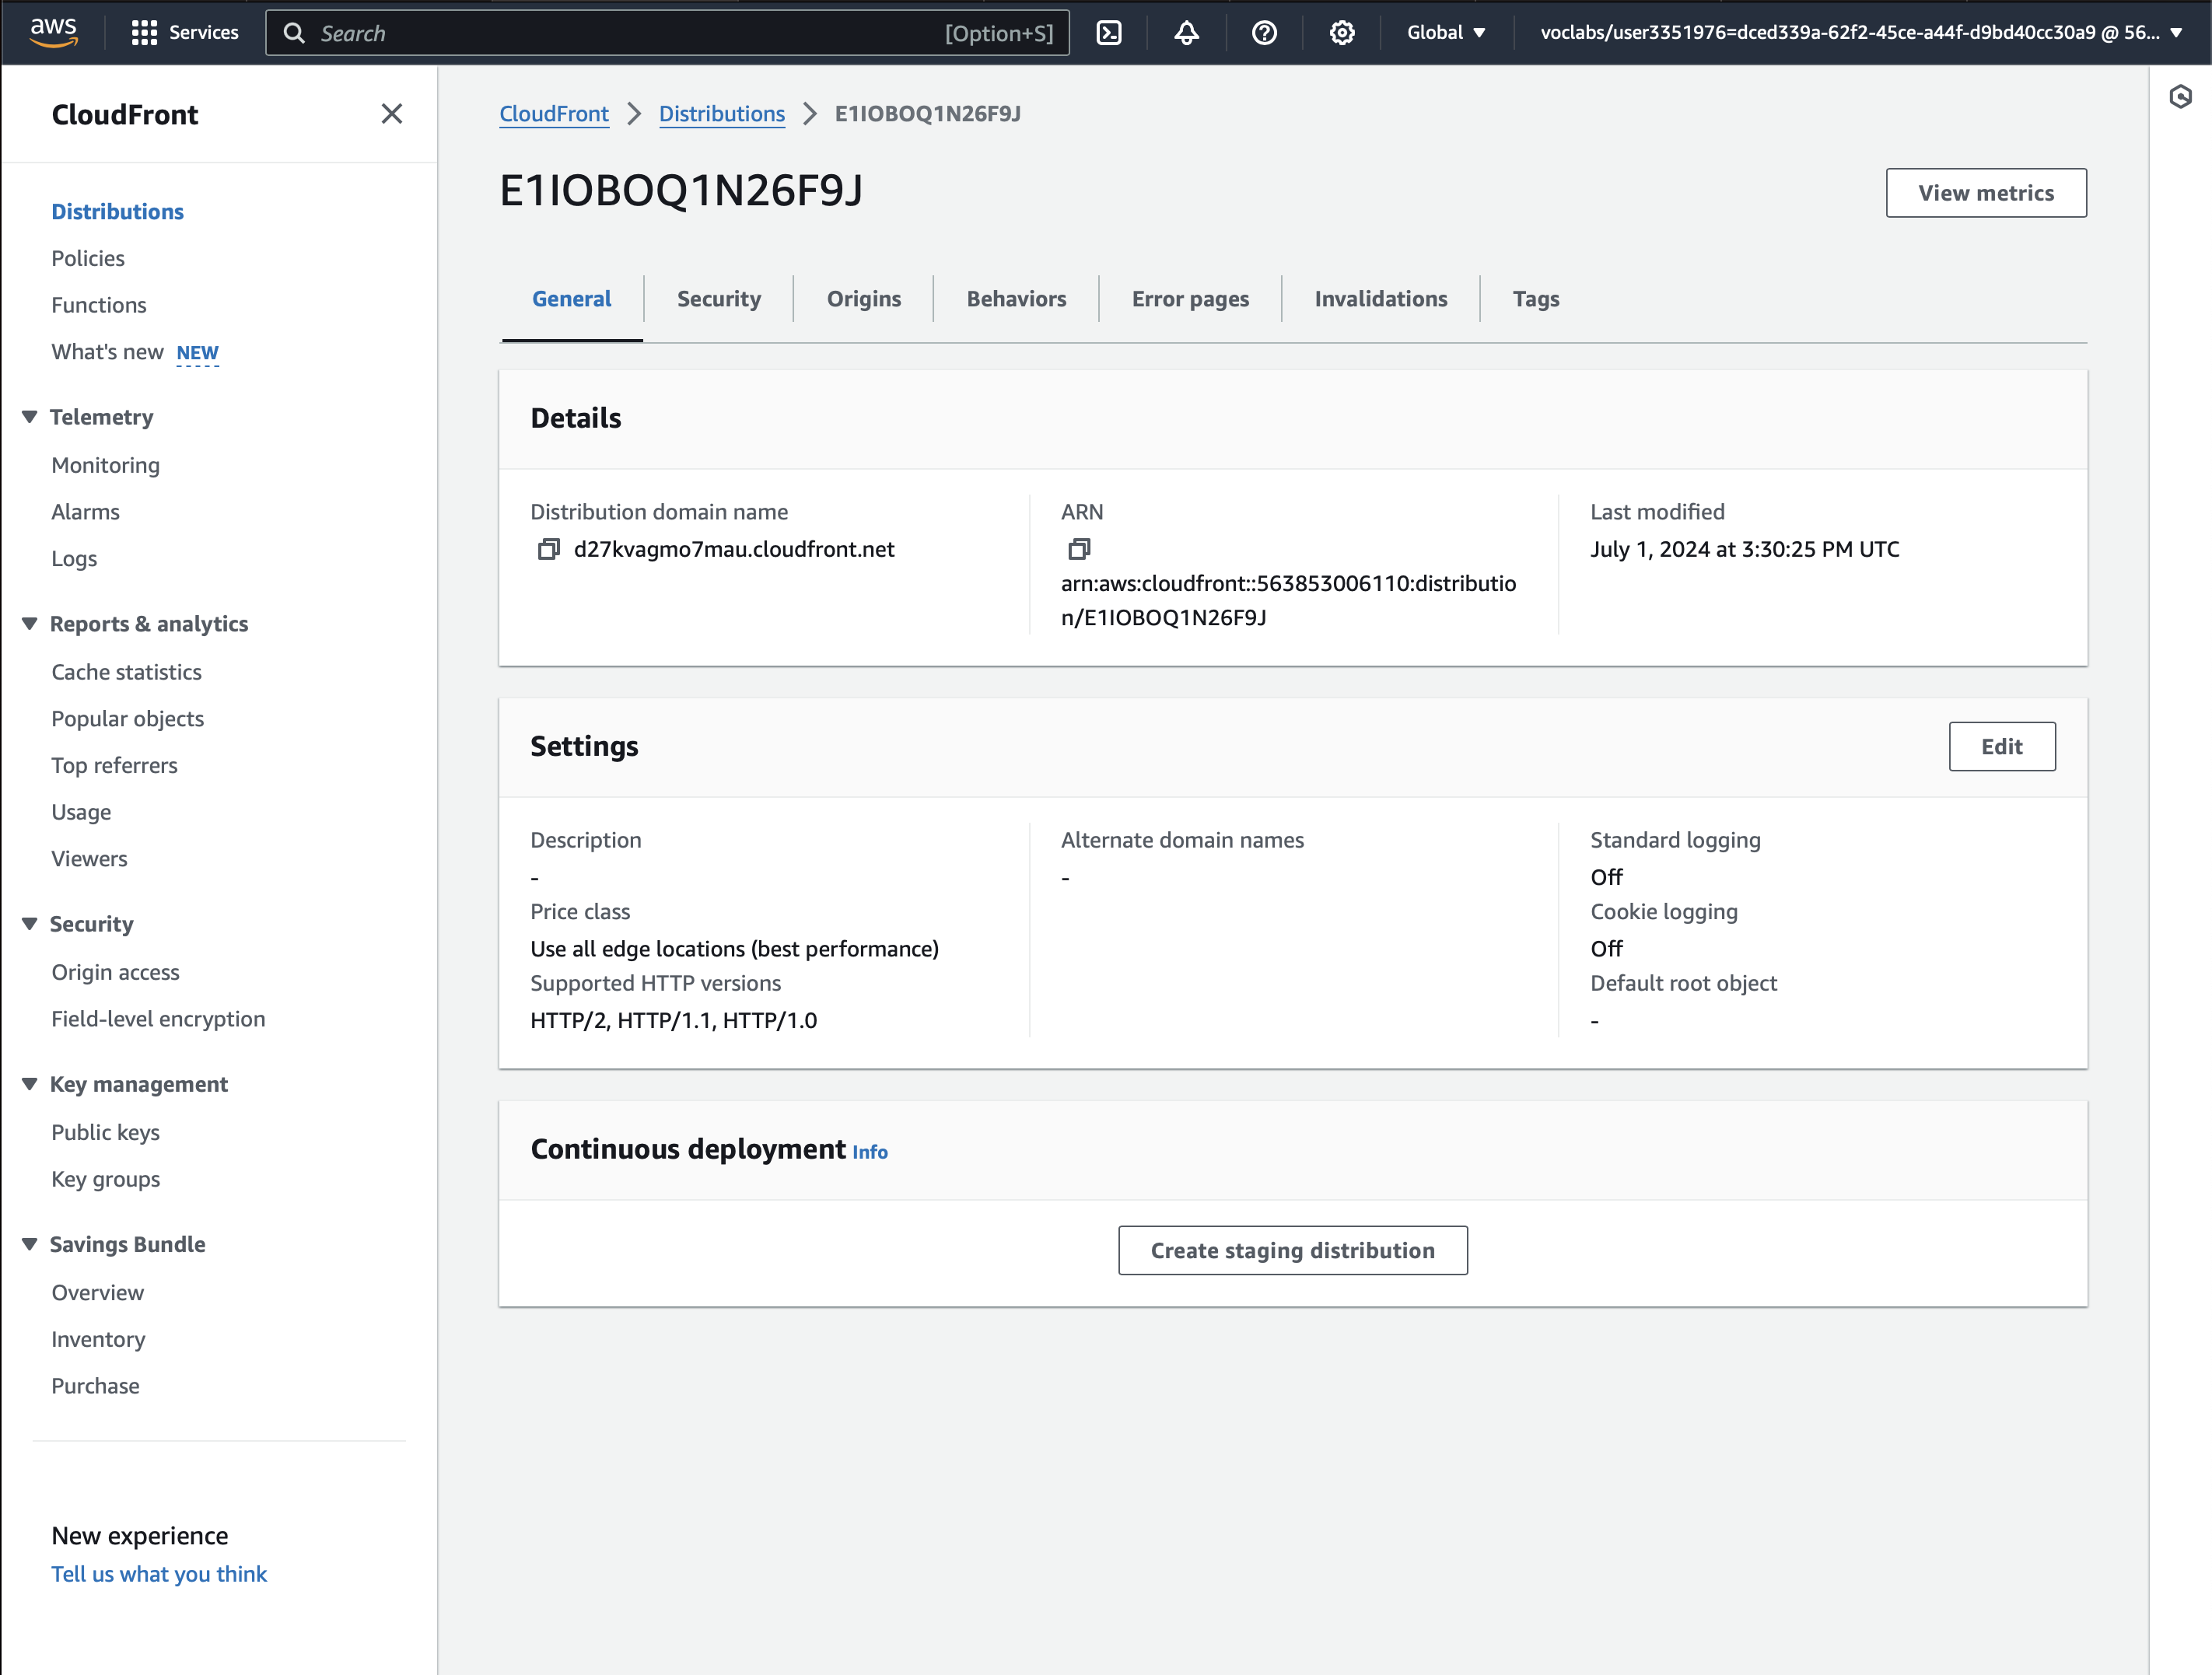 aws
Services
Search
[Option+S]
Global
voclabs/user3351976=dced339a-62f2-45ce-a44f-d9bd40cc30a9 @ 56...
CloudFront
Distributions
Policies
Functions
What's new NEW
Telemetry
Monitoring
Alarms
Logs
Reports & analytics
Cache statistics
Popular objects
Top referrers
Usage
Viewers
Security
Origin access
Field-level encryption
Key management
Public keys
Key groups
Savings Bundle
Overview
Inventory
Purchase
New experience
Tell us what you think
CloudFront
Distributions
E1IOBOQ1N26F9J
E1IOBOQ1N26F9J
View metrics
General
Security
Origins
Behaviors
Error pages
Invalidations
Tags
Details
Distribution domain name
d27kvagmo7mau.cloudfront.net
ARN
arn:aws:cloudfront::563853006110:distributio
n/E1IOBOQ1N26F9J
Last modified
July 1, 2024 at 3:30:25 PM UTC
Settings
Edit
Description
-
Price class
Use all edge locations (best performance)
Supported HTTP versions
HTTP/2, HTTP/1.1, HTTP/1.0
Alternate domain names
-
Standard logging
Off
Cookie logging
Off
Default root object
-
Continuous deployment Info
Create staging distribution